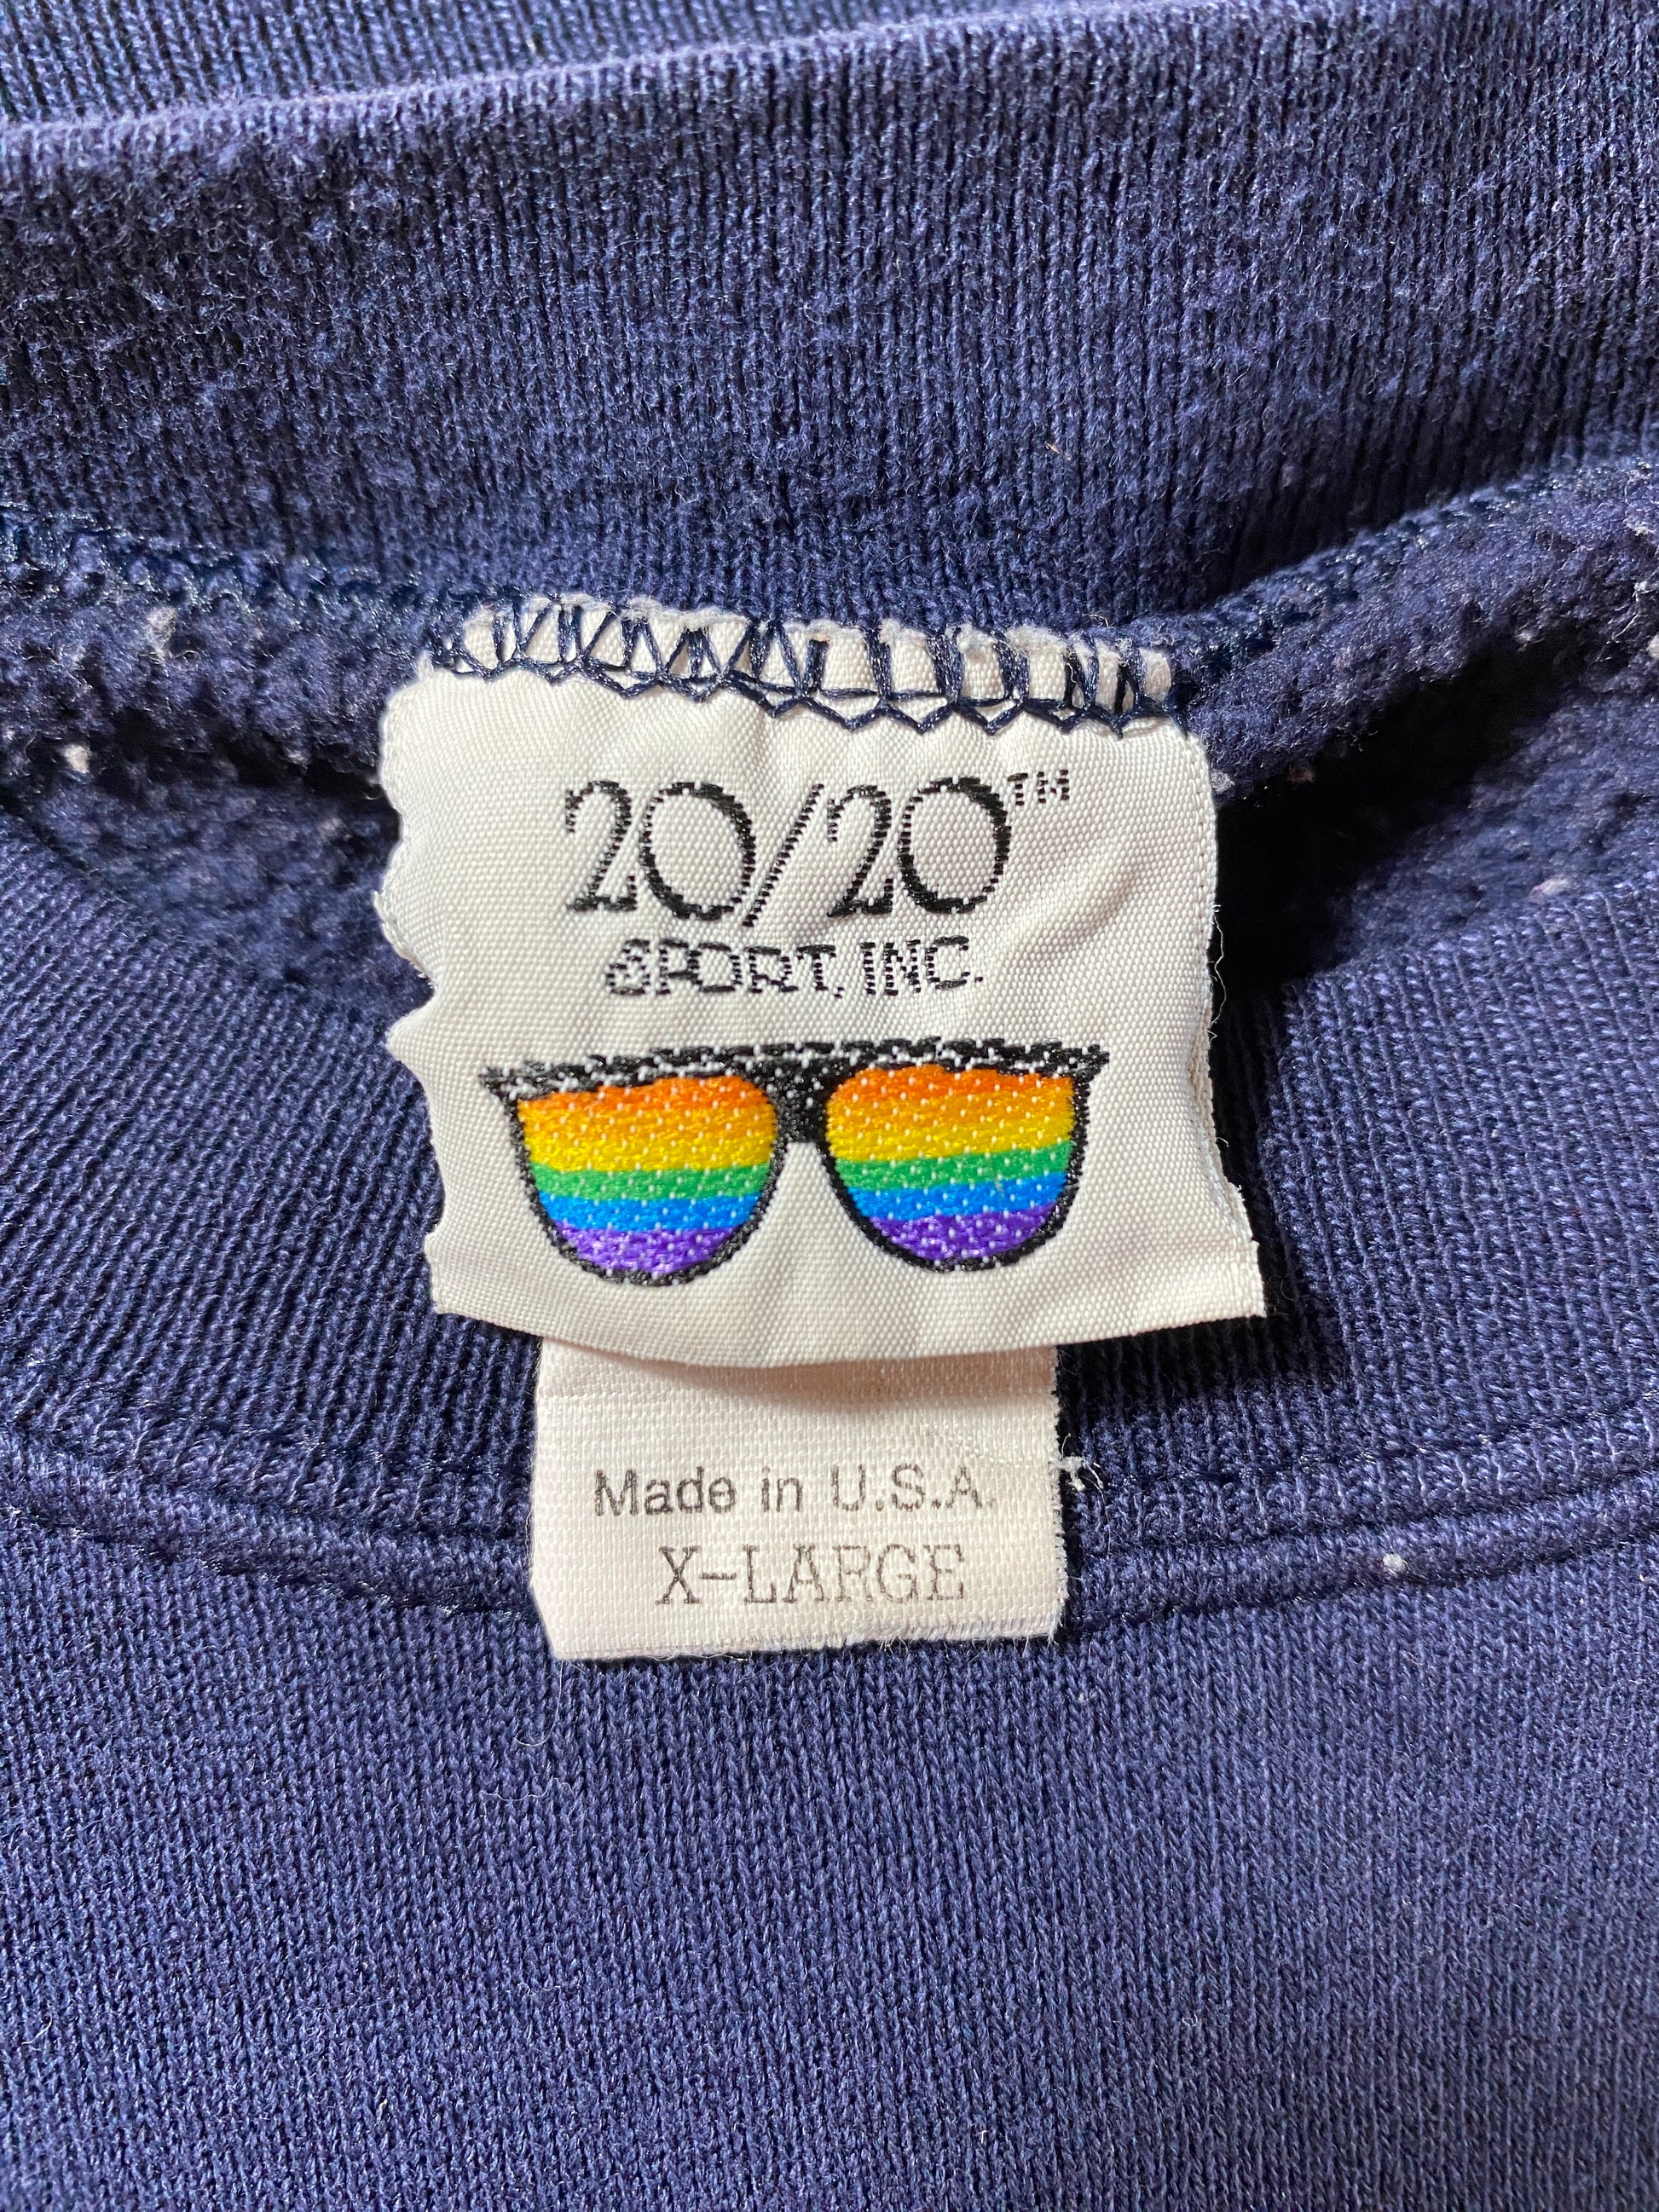 20/20™
SPORT, INC.
Made in U.S.A.
X-LARGE